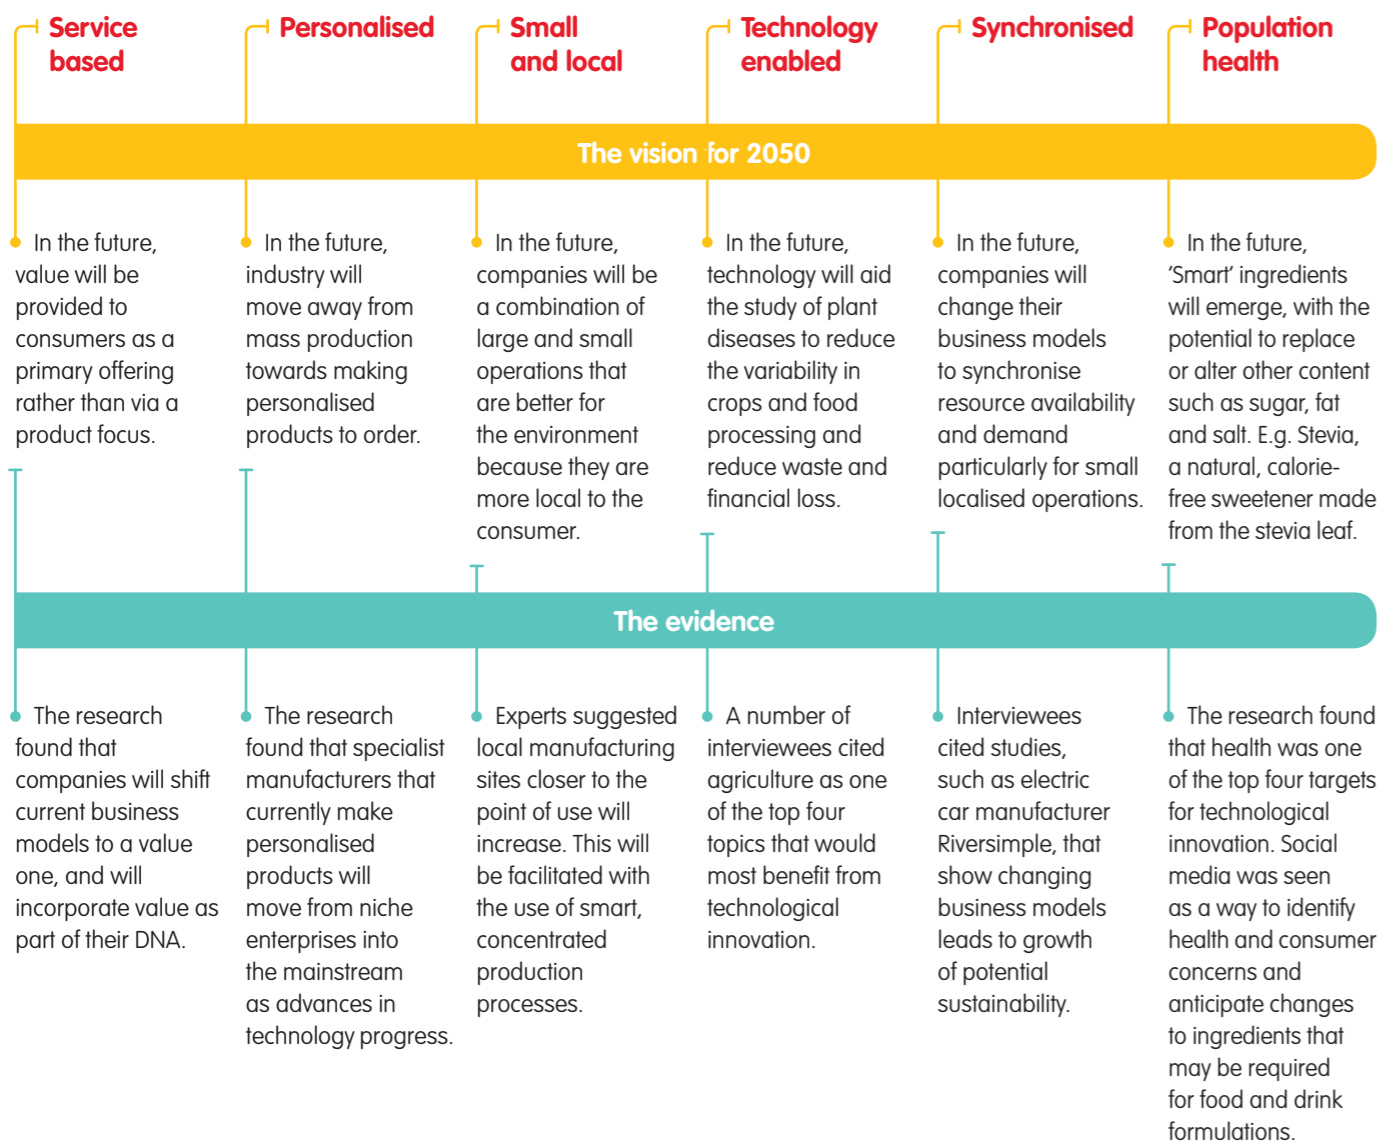 Service
based
Personalised
Small
and local
Technology
enabled
Synchronised
Population
health
The vision for 2050
In the future,
value will be
provided to
consumers as a
primary offering
rather than via a
product focus.
In the future,
industry will
move away from
mass production
towards making
personalised
products to order.
In the future,
companies will be
a combination of
large and small
operations that
are better for
the environment
because they are
more local to the
consumer.
In the future,
technology will aid
the study of plant
diseases to reduce
the variability in
crops and food
processing and
reduce waste and
financial loss.
In the future,
companies will
change their
business models
to synchronise
resource availability
and demand
particularly for small
localised operations.
In the future,
'Smart' ingredients
will emerge, with the
potential to replace
or alter other content
such as sugar, fat
and salt. E.g. Stevia,
a natural, calorie-
free sweetener made
from the stevia leaf.
The evidence
The research
found that
companies will shift
current business
models to a value
one, and will
incorporate value as
part of their DNA.
The research
found that specialist
manufacturers that
currently make
personalised
products will
move from niche
enterprises into
the mainstream
as advances in
technology progress.
Experts suggested
local manufacturing
sites closer to the
point of use will
increase. This will
be facilitated with
the use of smart,
concentrated
production
processes.
A number of
interviewees cited
agriculture as one
of the top four
topics that would
most benefit from
technological
innovation.
Interviewees
cited studies,
such as electric
car manufacturer
Riversimple, that
show changing
business models
leads to growth
of potential
sustainability.
The research found
that health was one
of the top four targets
for technological
innovation. Social
media was seen
as a way to identify
health and consumer
concerns and
anticipate changes
to ingredients that
may be required
for food and drink
formulations.